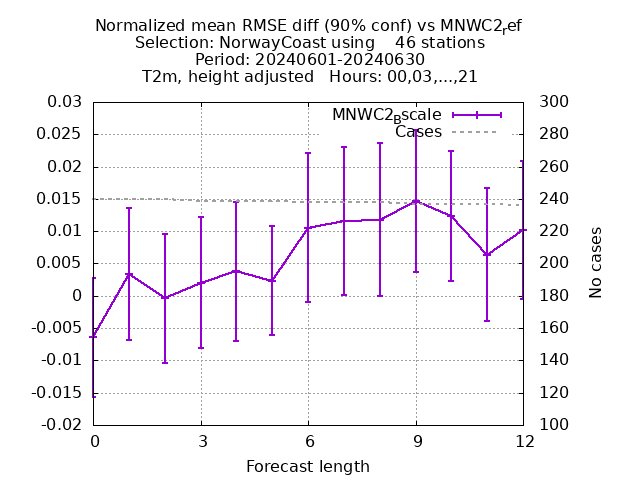 Normalized mean RMSE diff (90% conf) vs MNWC2ref
Selection: NorwayCoast using 46 stations
Period: 20240601-20240630
T2m, height adjusted Hours: 00,03,...,21
MNWC2Bscale
Cases
0.03 300
0.025 280
0.02 260
0.015 240
0.01 220
0.005 200
0 180
-0.005 160
-0.01 140
-0.015 120
-0.02 100
No cases
0 3 6 9 12
Forecast length